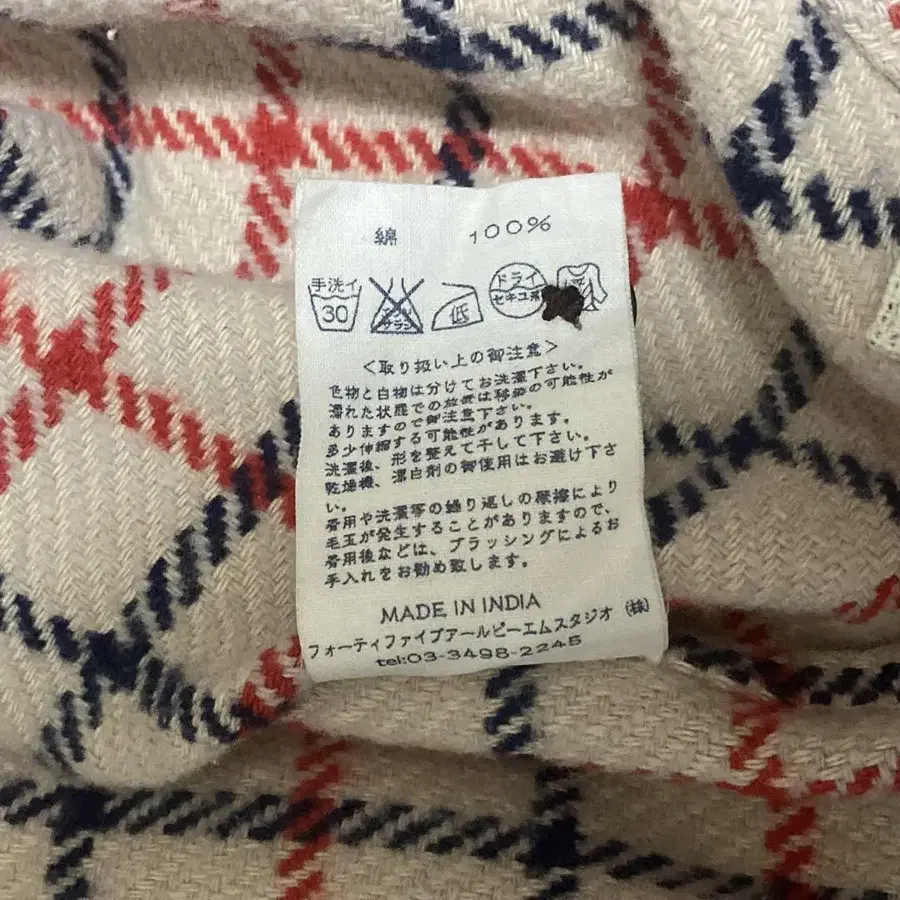 綿 100%
手洗イ 30
エンソサラシ
低
ドライ セキユ系
<取り扱い上の御注意>
色物と白物は分けてお洗濯下さい。
濡れた状態での放置は移染の可能性が
ありますので御注意下さい。
多少伸縮する可能性があります。
洗濯後、形を整えて干して下さい。
乾燥機、漂白剤の御使用はお避け下さ
い。
着用や洗濯等の繰り返しの摩擦により
毛玉が発生することがありますので、
着用後などは、ブラッシングによるお
手入れをお勧め致します。
MADE IN INDIA
フォーティファイブアールピーエムスタジオ (株)
tel:03-3498-2245